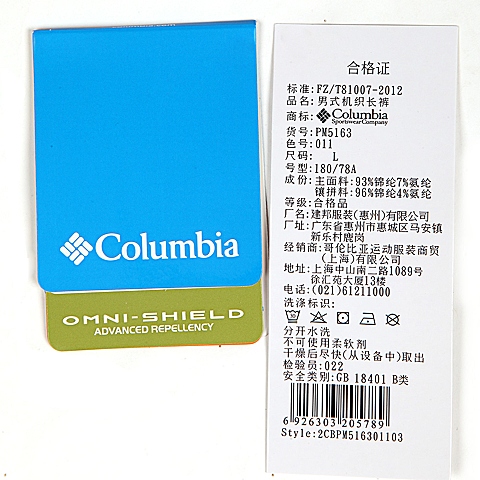 Columbia
OMNI-SHIELD
ADVANCED REPELLENCY
合格证
标准:FZ/T81007-2012
品名:男式机织长裤
商标:Columbia
Sportswear Company
货号:PM5163
色号:011
尺码: L
号型:180/78A
成份:主面料:93%锦纶7%氨纶
镶拼料:96%锦纶4%氨纶
等级:合格品
厂名:建邦服装(惠州)有限公司
厂址:广东省惠州市惠城区马安镇
新乐村鹿岗
经销商:哥伦比亚运动服装商贸
(上海)有限公司
地址:上海中山南二路1089号
徐汇苑大厦13楼
电话:(021)61211000
洗涤标识:
分开水洗
不可使用柔软剂
干燥后尽快(从设备中)取出
检验员:022
安全类别:GB 18401 B类
6 926303 205789
Style:2CBPM516301103